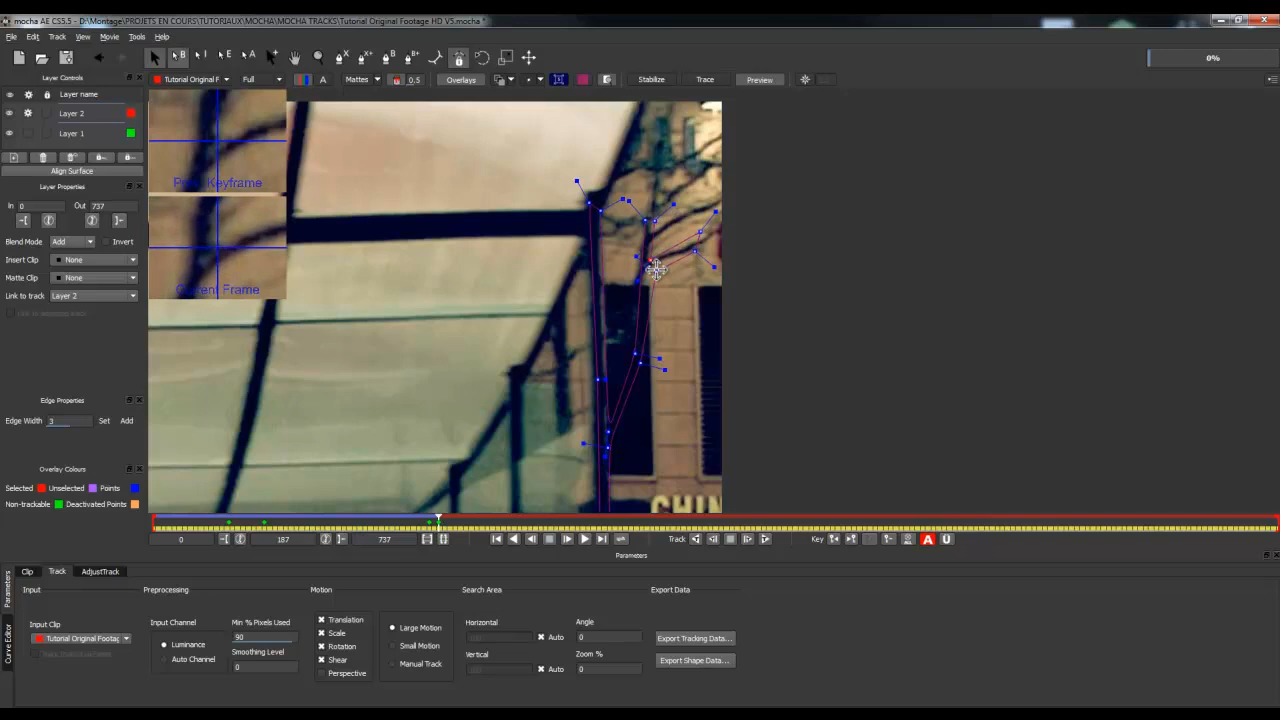 mocha AE CS5.5 - D:\Montage\PROJETS EN COURS\TUTORIAUX\MOCHA\MOCHA TRACKS\Tutorial Original Footage HD V5.mocha *
File Edit Track View Movie Tools Help
0%
Layer Controls
Tutorial Original F Full Mattes 0.5 Overlays Stabilize Trace Preview
Layer name
Layer 2
Layer 1
Align Surface
Layer Properties
In 0 Out 737
Blend Mode Add Invert
Insert Clip None
Matte Clip None
Link to track Layer 2
Keyframe
Current Frame
Edge Properties
Edge Width 3 Set Add
Overlay Colours
Selected Unselected Points
Non-trackable Deactivated Points
CHIN
0 187 737 Track Key A U
Parameters
Clip Track AdjustTrack
Parameters
Curve Editor
Input
Input Clip
Tutorial Original Footag
Preprocessing
Input Channel
Luminance
Auto Channel
Min % Pixels Used
90
Smoothing Level
0
Motion
Translation
Scale
Rotation
Shear
Perspective
Large Motion
Small Motion
Manual Track
Search Area
Horizontal Auto
Vertical Auto
Angle
0
Zoom %
0
Export Data
Export Tracking Data...
Export Shape Data...